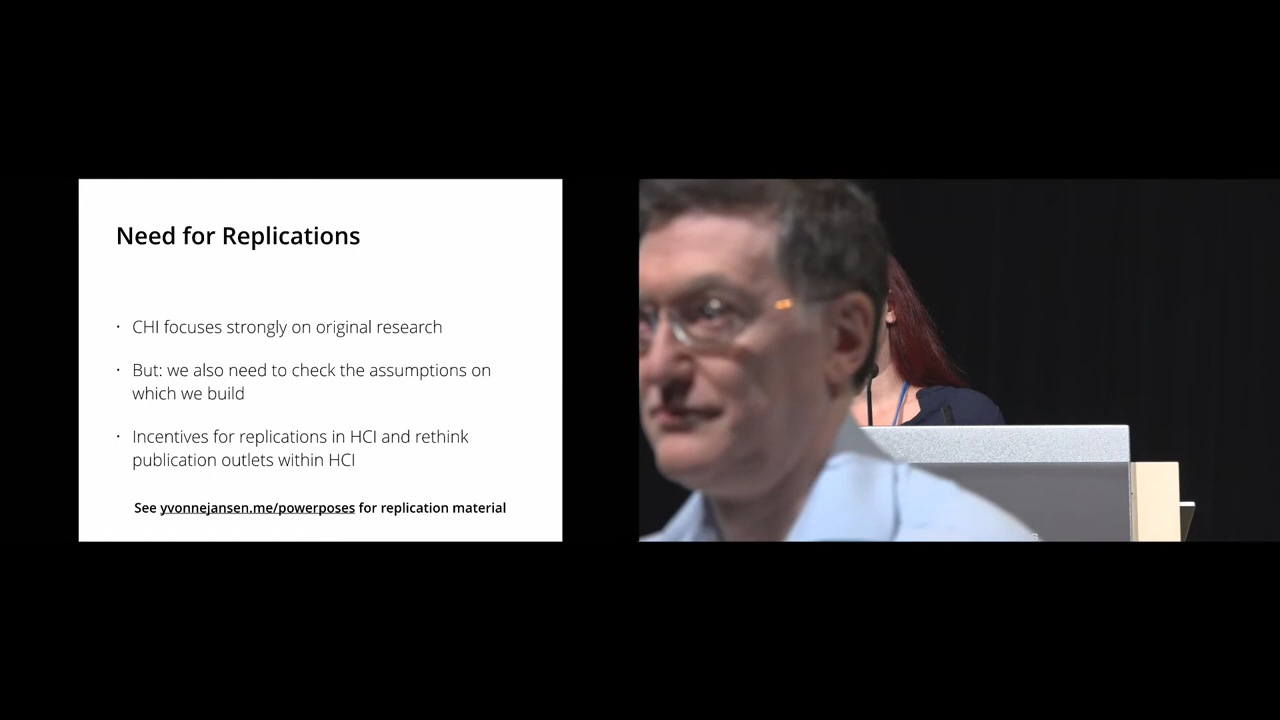 Need for Replications
· CHI focuses strongly on original research
· But: we also need to check the assumptions on
which we build
· Incentives for replications in HCI and rethink
publication outlets within HCI
See yvonnejansen.me/powerposes for replication material